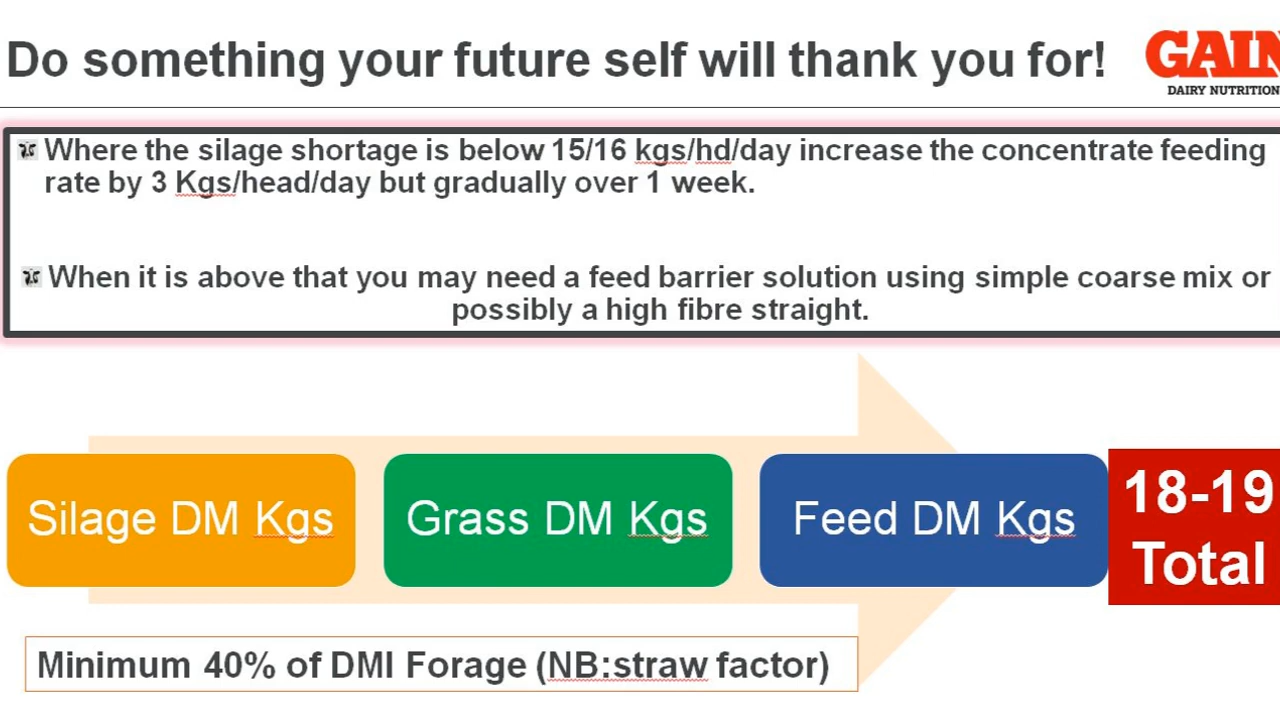 Do something your future self will thank you for!
GAIN
DAIRY NUTRITION
Where the silage shortage is below 15/16 kgs/hd/day increase the concentrate feeding
rate by 3 Kgs/head/day but gradually over 1 week.
When it is above that you may need a feed barrier solution using simple coarse mix or
possibly a high fibre straight.
Silage DM Kgs
Grass DM Kgs
Feed DM Kgs
18-19
Total
Minimum 40% of DMI Forage (NB:straw factor)